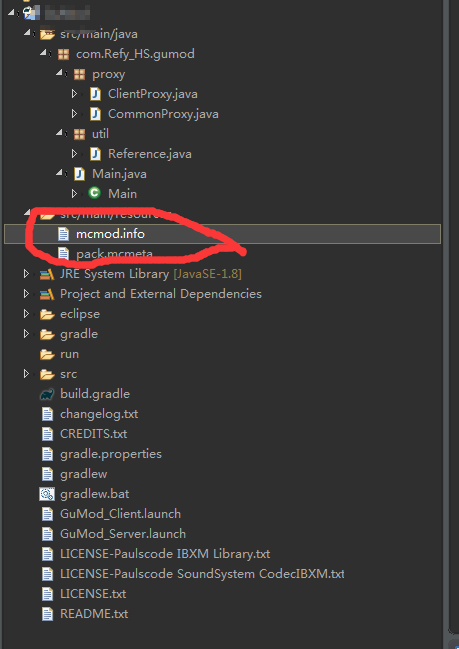 src/main/java
com.Refy_HS.gumod
proxy
ClientProxy.java
CommonProxy.java
util
Reference.java
Main.java
Main
src/main/resour
mcmod.info
pack.mcmeta
JRE System Library [JavaSE-1.8]
Project and External Dependencies
eclipse
gradle
run
src
build.gradle
changelog.txt
CREDITS.txt
gradle.properties
gradlew
gradlew.bat
GuMod_Client.launch
GuMod_Server.launch
LICENSE-Paulscode IBXM Library.txt
LICENSE-Paulscode SoundSystem CodecIBXM.txt
LICENSE.txt
README.txt